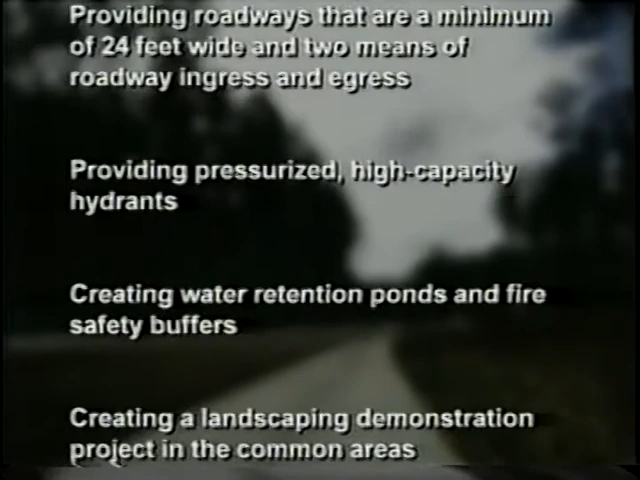 Providing roadways that are a minimum
of 24 feet wide and two means of
roadway ingress and egress
Providing pressurized, high-capacity
hydrants
Creating water retention ponds and fire
safety buffers
Creating a landscaping demonstration
project in the common areas